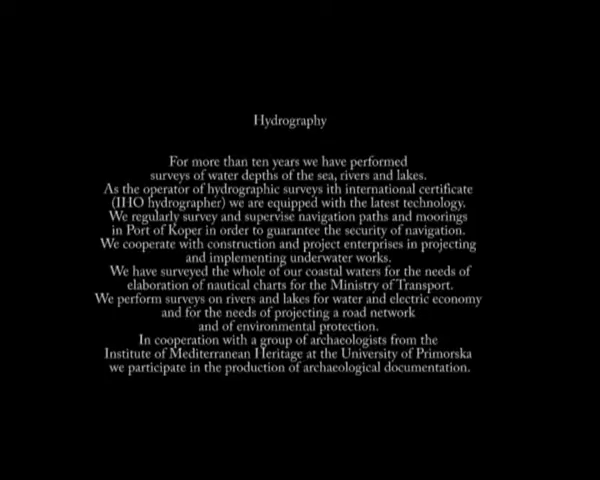 Hydrography
For more than ten years we have performed
surveys of water depths of the sea, rivers and lakes.
As the operator of hydrographic surveys ith international certificate
(IHO hydrographer) we are equipped with the latest technology.
We regularly survey and supervise navigation paths and moorings
in Port of Koper in order to guarantee the security of navigation.
We cooperate with construction and project enterprises in projecting
and implementing underwater works.
We have surveyed the whole of our coastal waters for the needs of
elaboration of nautical charts for the Ministry of Transport.
We perform surveys on rivers and lakes for water and electric economy
and for the needs of projecting a road network
and of environmental protection.
In cooperation with a group of archaeologists from the
Institute of Mediterranean Heritage at the University of Primorska
we participate in the production of archaeological documentation.